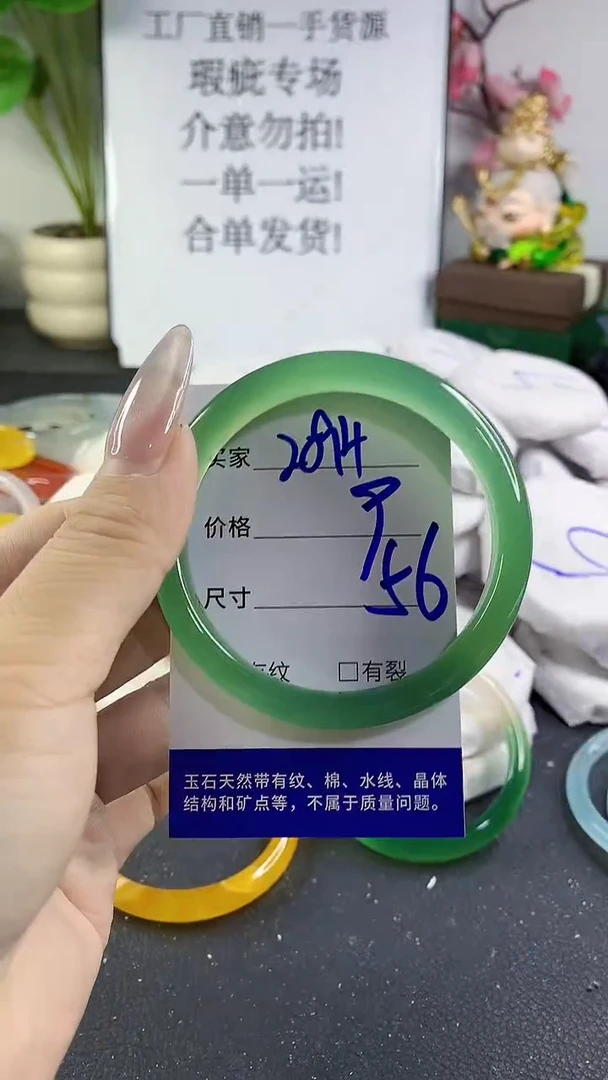 工厂直销一手货源
瑕疵专场
介意勿拍!
一单一运!
合单发货!
买家 2814
价格
尺寸 56
有纹 □有裂
玉石天然带有纹、棉、水线、晶体
结构和矿点等，不属于质量问题。